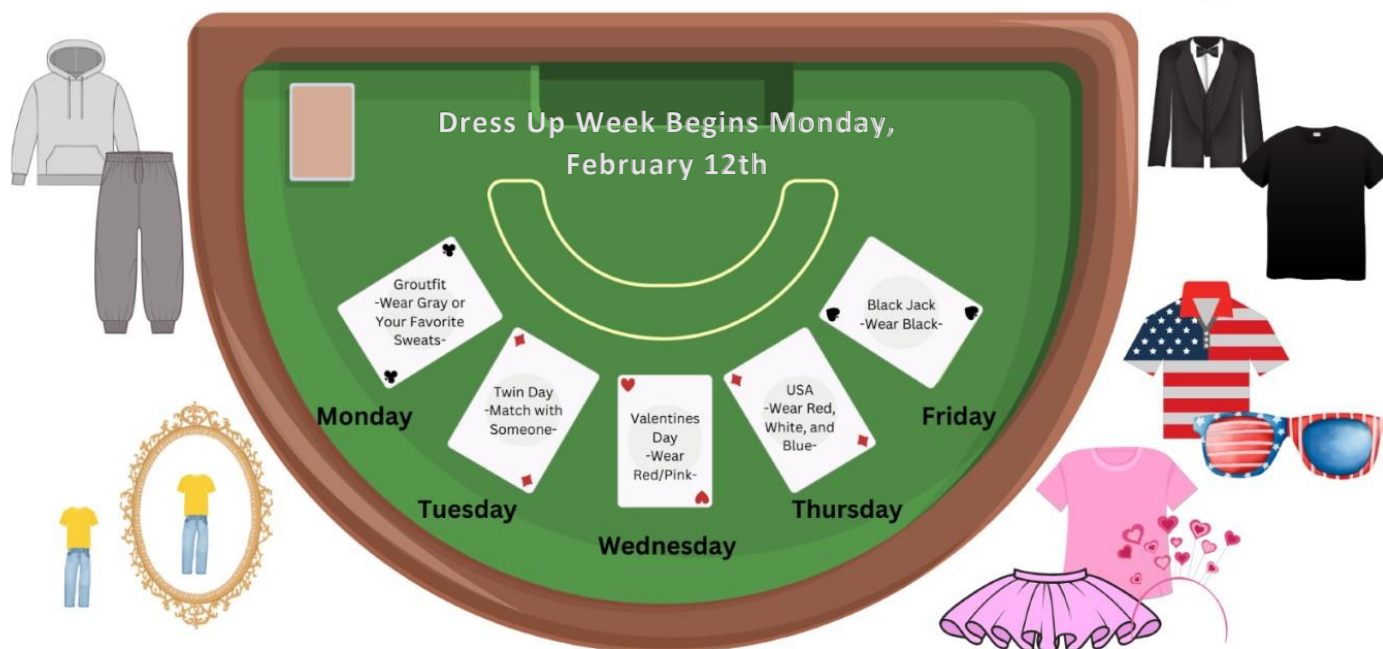 Dress Up Week Begins Monday,
February 12th
Groutfit
-Wear Gray or
Your Favorite
Sweats-
Monday
Twin Day
-Match with
Someone-
Tuesday
Valentines
Day
-Wear
Red/Pink-
Wednesday
USA
-Wear Red,
White, and
Blue-
Thursday
Black Jack
-Wear Black-
Friday